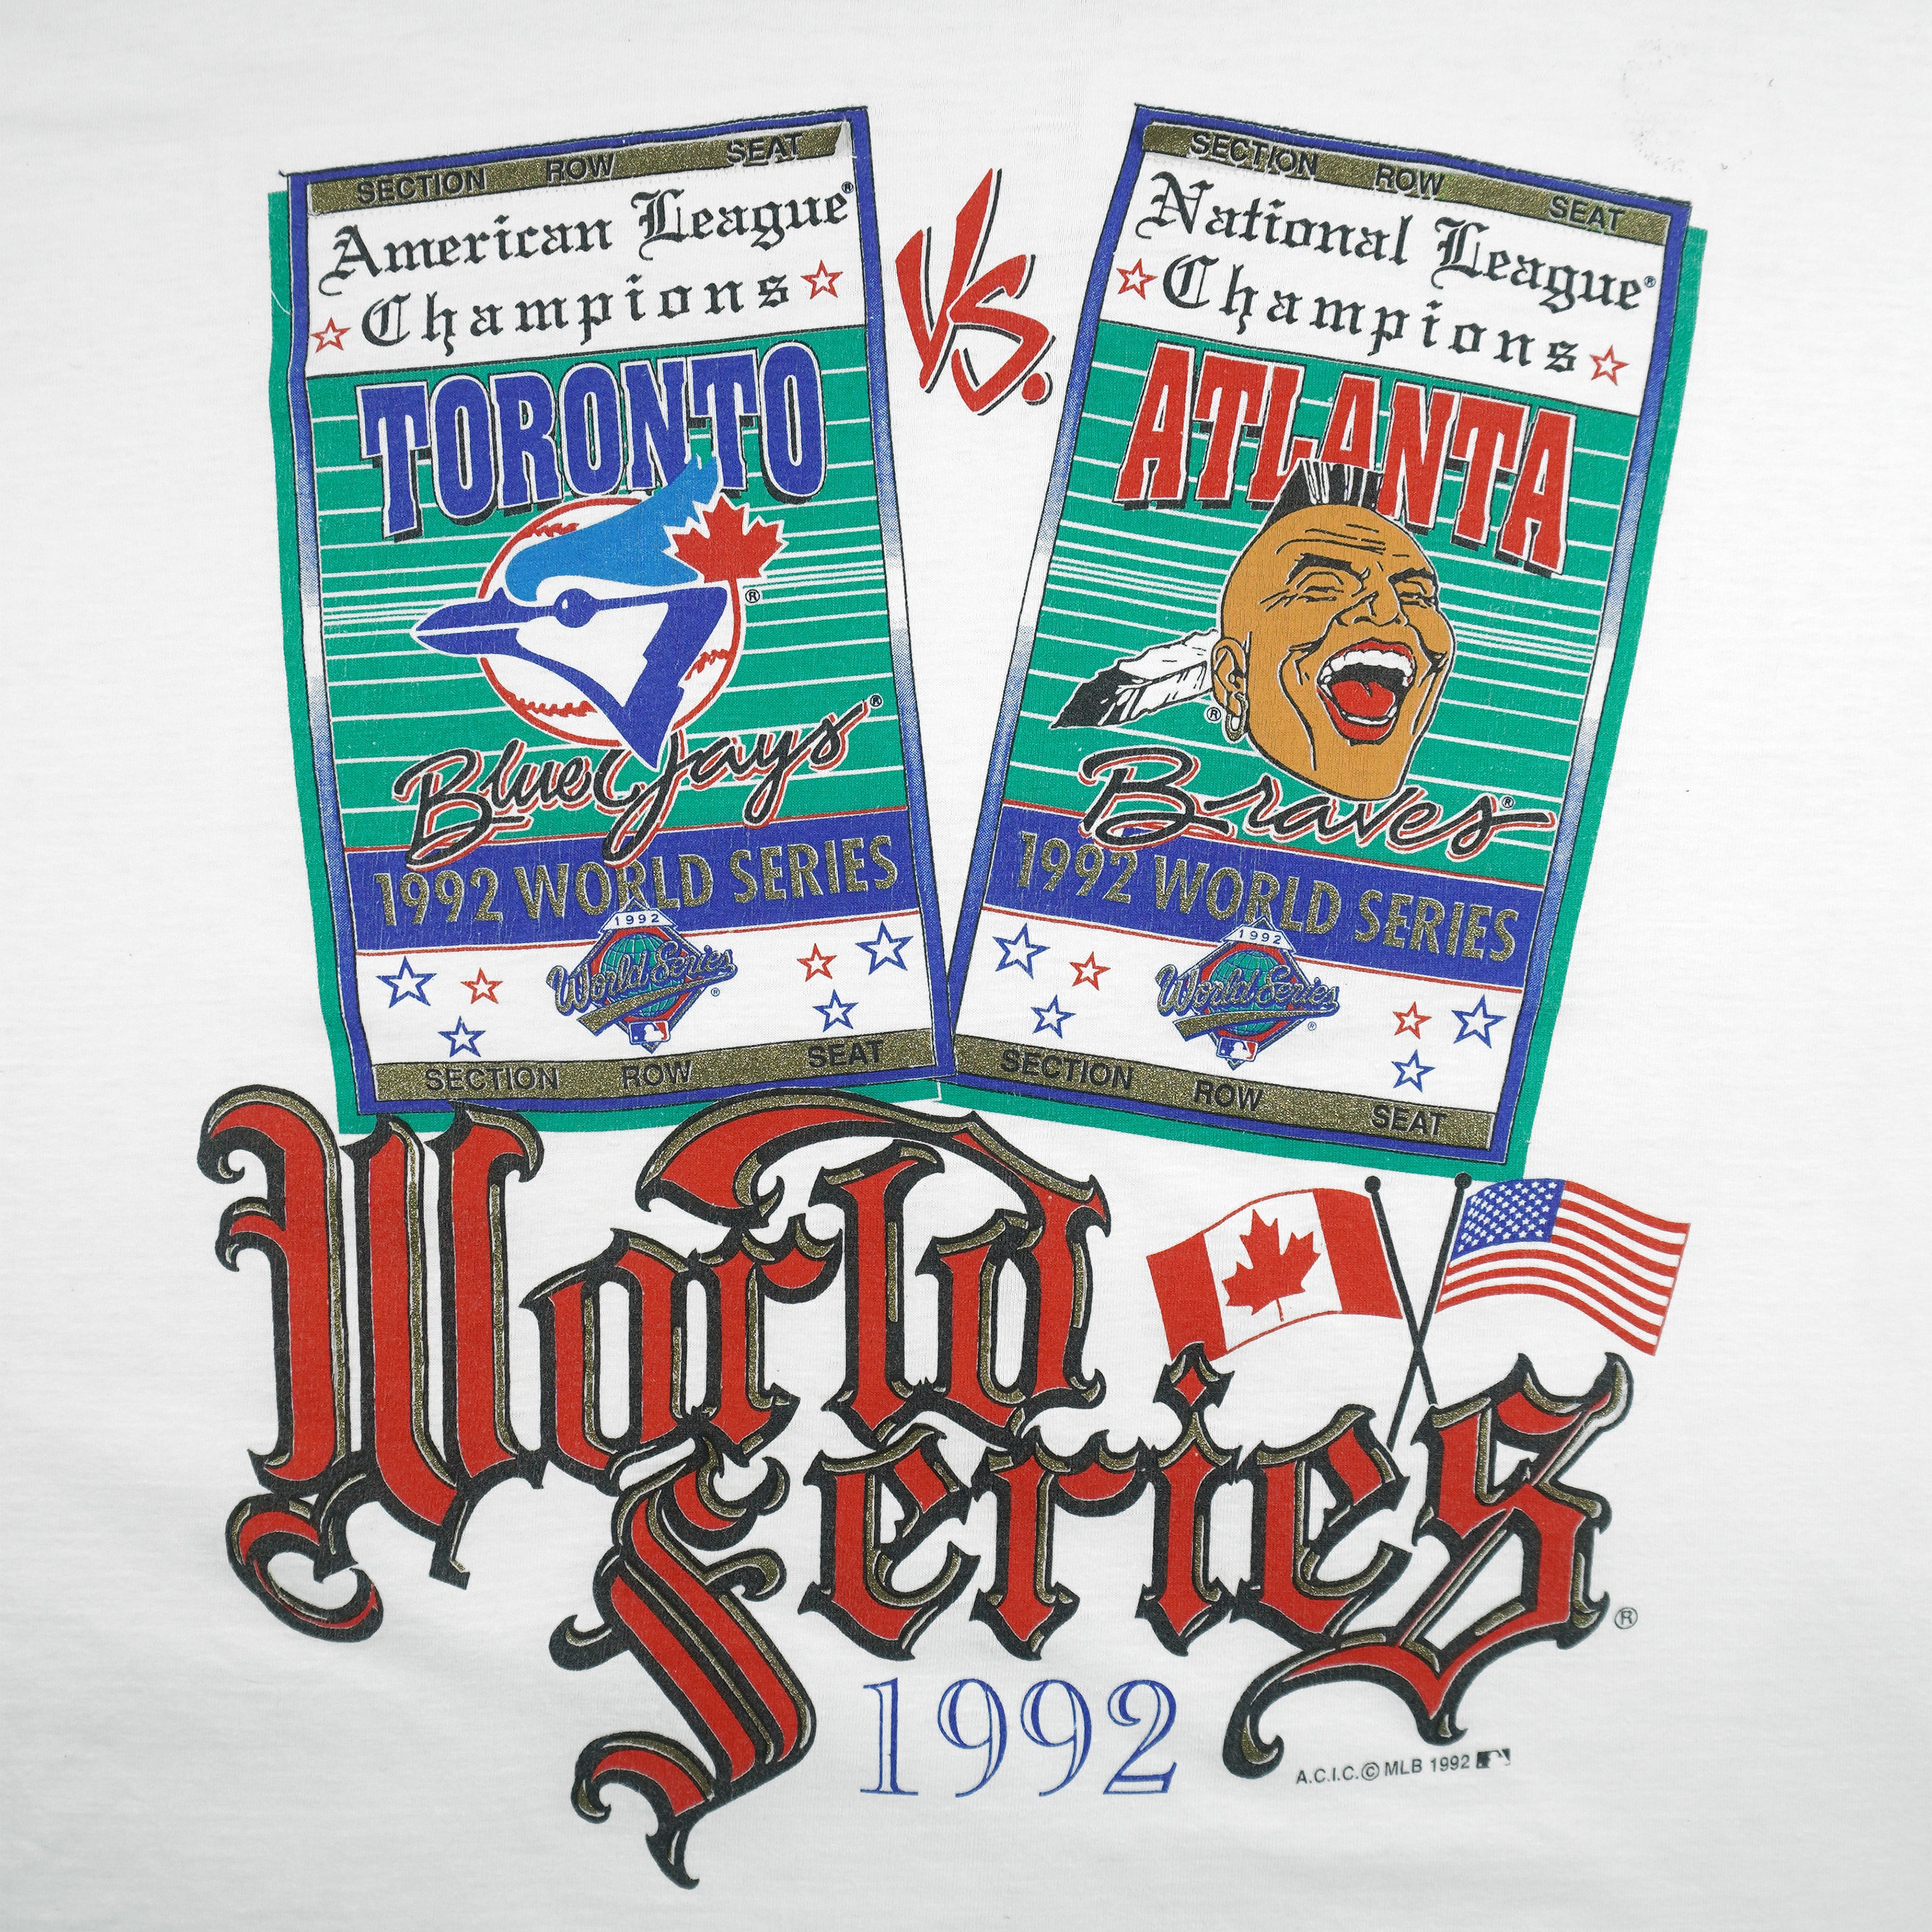 SECTION ROW SEAT
American League®
Champions
TORONTO
®
Blue Jays®
1992 WORLD SERIES
1992
World Series
®
SECTION ROW SEAT
VS.
SECTION ROW SEAT
National League®
Champions
ATLANTA
®
Braves®
1992 WORLD SERIES
1992
World Series
®
SECTION ROW SEAT
World
Series®
1992
A.C.I.C.© MLB 1992